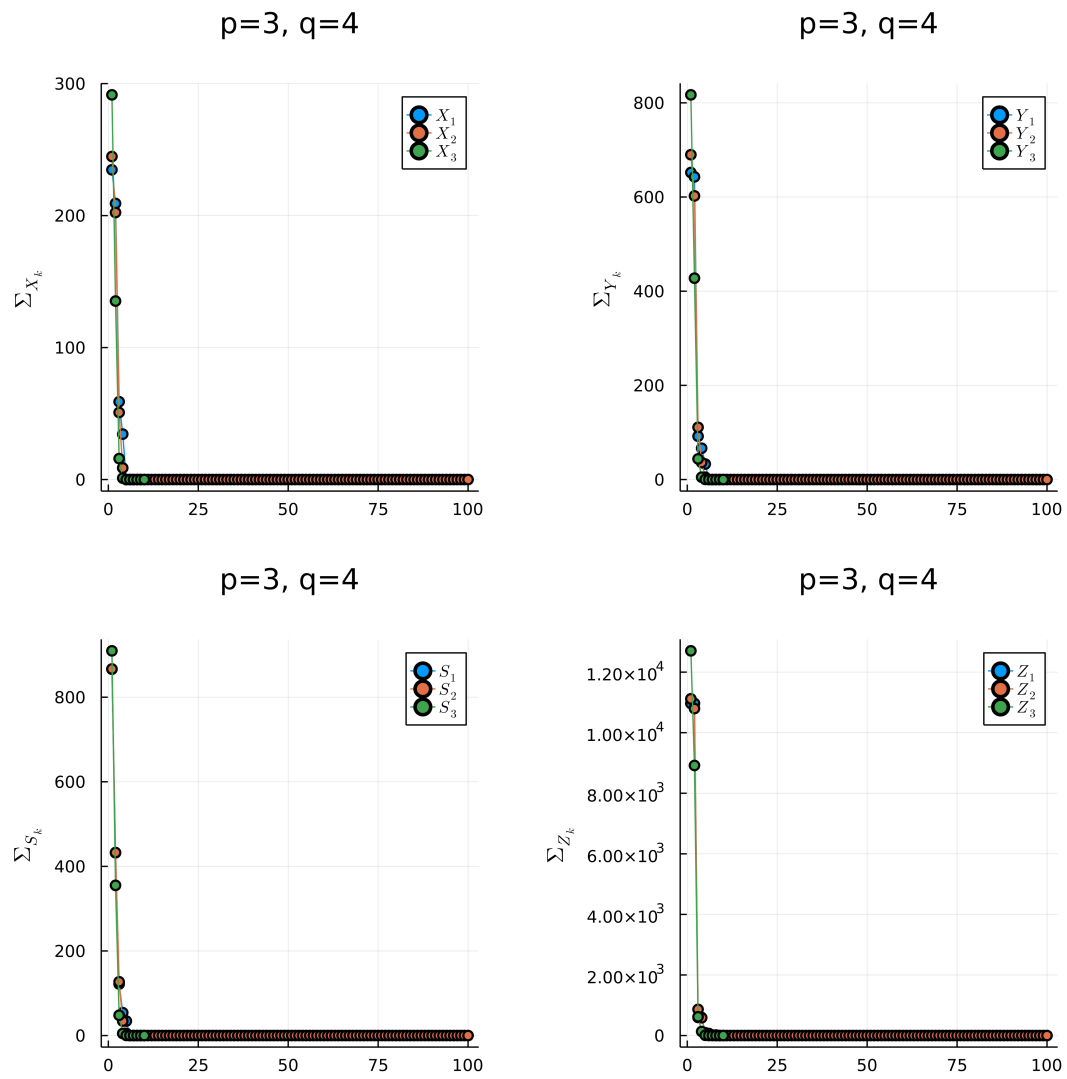 p=3, q=4
300
200
100
0
0
25
50
75
100
Σ_{X_k}
X_1
X_2
X_3
p=3, q=4
800
600
400
200
0
0
25
50
75
100
Σ_{Y_k}
Y_1
Y_2
Y_3
p=3, q=4
800
600
400
200
0
0
25
50
75
100
Σ_{S_k}
S_1
S_2
S_3
p=3, q=4
1.20×10^4
1.00×10^4
8.00×10^3
6.00×10^3
4.00×10^3
2.00×10^3
0
0
25
50
75
100
Σ_{Z_k}
Z_1
Z_2
Z_3